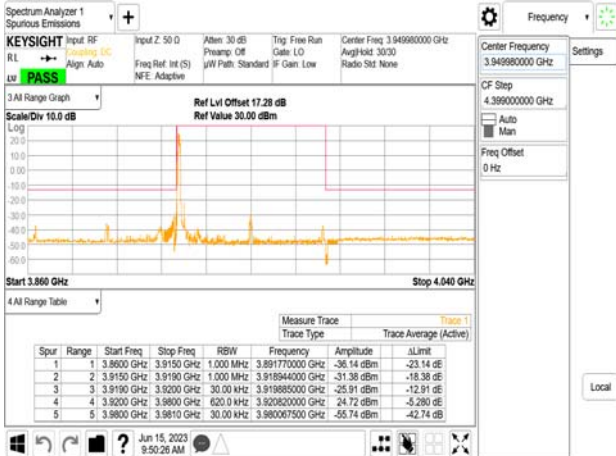 Spectrum Analyzer 1
Spurious Emissions
Frequency
KEYSIGHT
Input: RF
Coupling: DC
Align: Auto
Input Z: 50 Ω
Freq Ref: Int (S)
NFE: Adaptive
Atten: 30 dB
Preamp: Off
µW Path: Standard
Trig: Free Run
Gate: LO
IF Gain: Low
Center Freq: 3.949980000 GHz
Avg|Hold: 30/30
Radio Std: None
RL
LVI
PASS
Center Frequency
3.949980000 GHz
Settings
CF Step
4.399000000 GHz
Auto
Man
Freq Offset
0 Hz
Local
3 All Range Graph
Scale/Div 10.0 dB
Ref Lvl Offset 17.28 dB
Ref Value 30.00 dBm
Log
20.0
10.0
0.00
-10.0
-20.0
-30.0
-40.0
-50.0
-60.0
Start 3.860 GHz
Stop 4.040 GHz
4 All Range Table
Measure Trace Trace 1
Trace Type Trace Average (Active)
Spur Range Start Freq Stop Freq RBW Frequency Amplitude ΔLimit
1 1 3.8600 GHz 3.9150 GHz 1.000 MHz 3.891770000 GHz -36.14 dBm -23.14 dB
2 2 3.9150 GHz 3.9190 GHz 1.000 MHz 3.918944000 GHz -31.38 dBm -18.38 dB
3 3 3.9190 GHz 3.9200 GHz 30.00 kHz 3.919885000 GHz -25.91 dBm -12.91 dB
4 4 3.9200 GHz 3.9800 GHz 620.0 kHz 3.920820000 GHz 24.72 dBm -5.280 dB
5 5 3.9800 GHz 3.9810 GHz 30.00 kHz 3.980067500 GHz -55.74 dBm -42.74 dB
?
Jun 15, 2023
9:50:26 AM